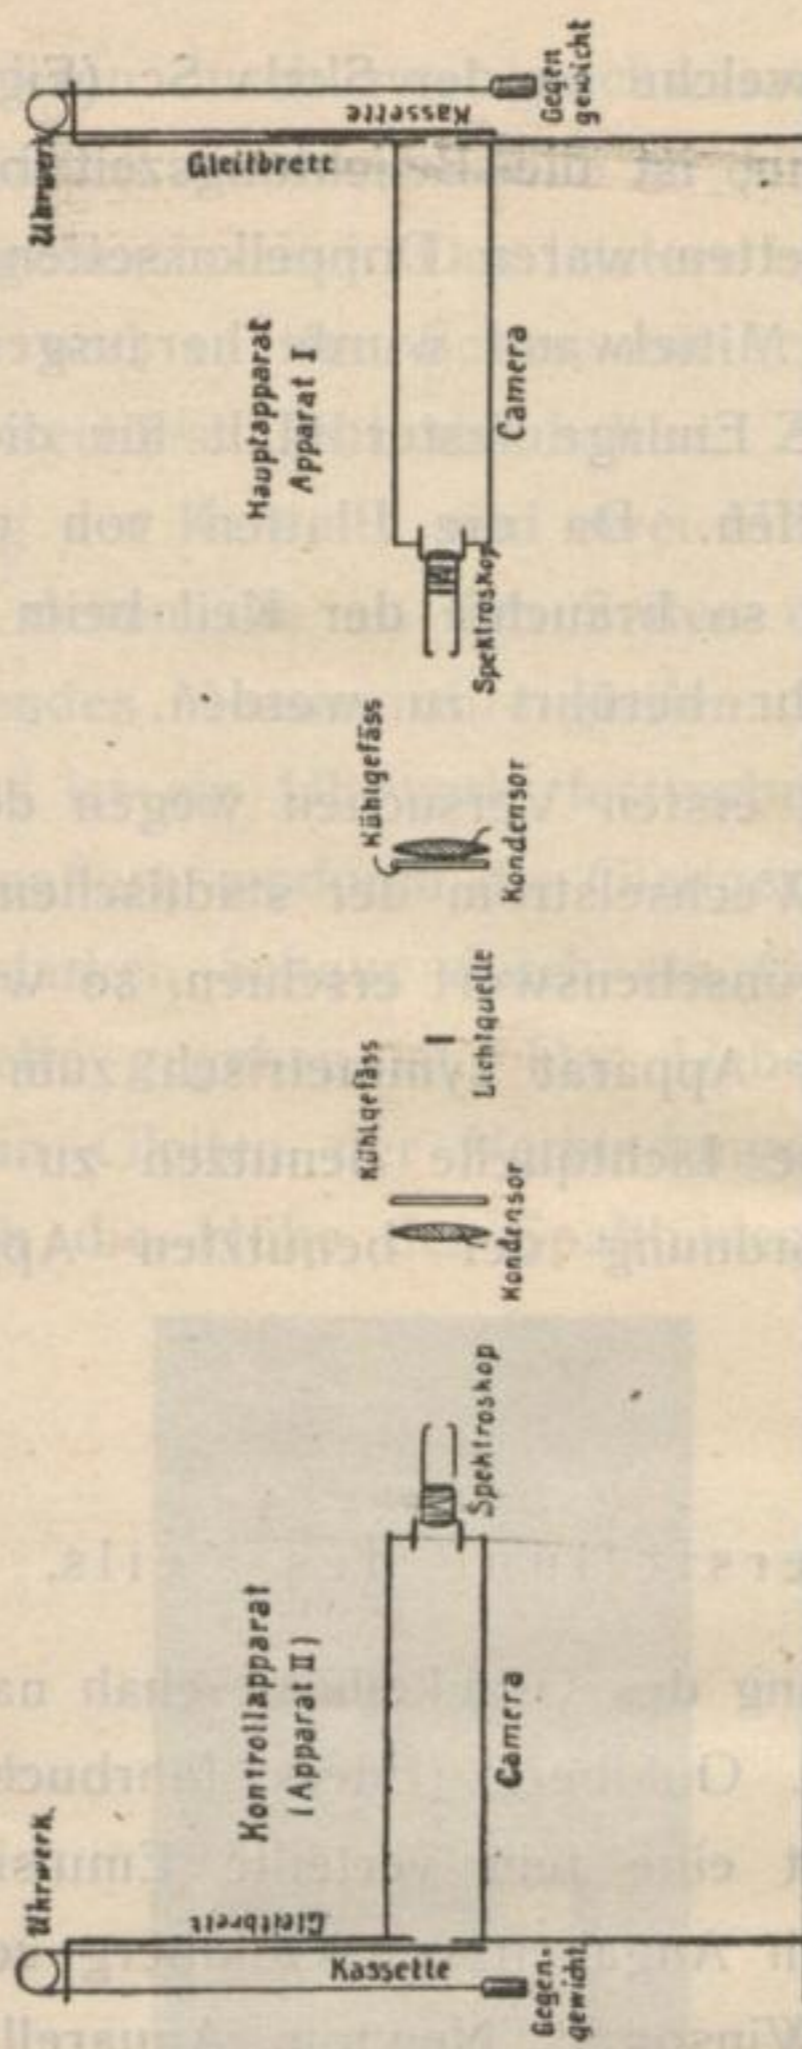 Uhrwerk.
Gleitbrett
Kassette
Gegen-
gewicht.
Kontrollapparat
(Apparat II)
Camera
Spektroskop
Kondensor
Kühlgefäss
Lichtquelle
Kühlgefäss
Kondensor
Spektroskop
Hauptapparat
Apparat I
Camera
Uhrwerk
Gleitbrett
Kassette
Gegen
gewicht